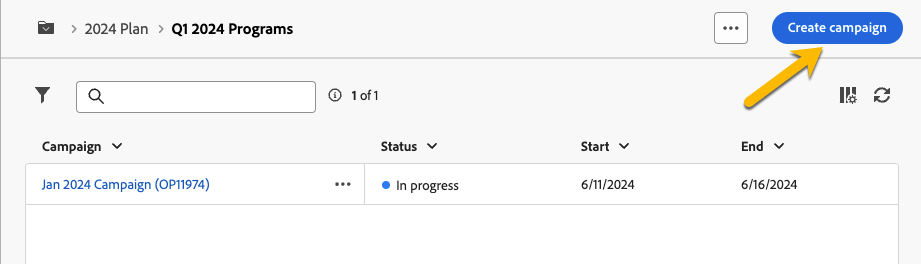 2024 Plan Q1 2024 Programs Create campaign
1 of 1
Campaign Status Start End
Jan 2024 Campaign (OP11974) In progress 6/11/2024 6/16/2024